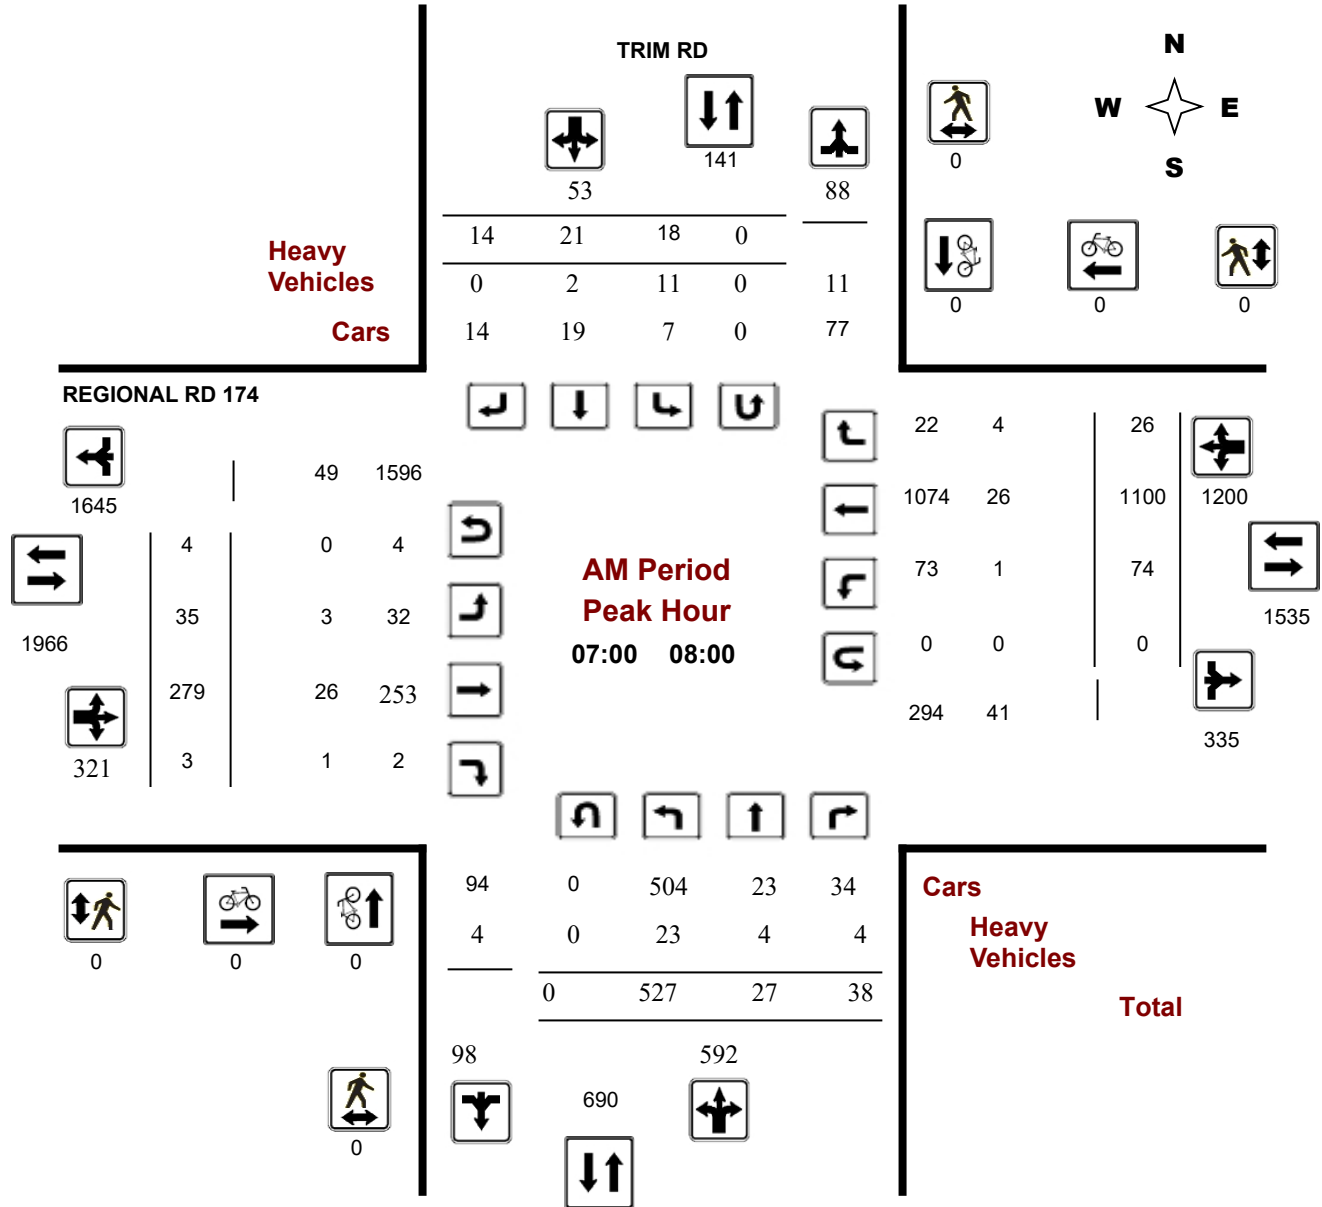 TRIM RD
N
W E
S
141
53
88
0
14 21 18 0
Heavy
Vehicles
0 2 11 0 11
0 0 0
Cars
14 19 7 0 77
REGIONAL RD 174
22 4 26
49 1596
1645
1074 26 1100 1200
4 0 4
AM Period
73 1 74
Peak Hour
35 3 32
1535
1966
07:00 08:00
0 0 0
279 26 253
294 41
335
321
3 1 2
94 0 504 23 34
Cars
4 0 23 4 4
Heavy
Vehicles
0 0 0
0 527 27 38
Total
98 592
690
0